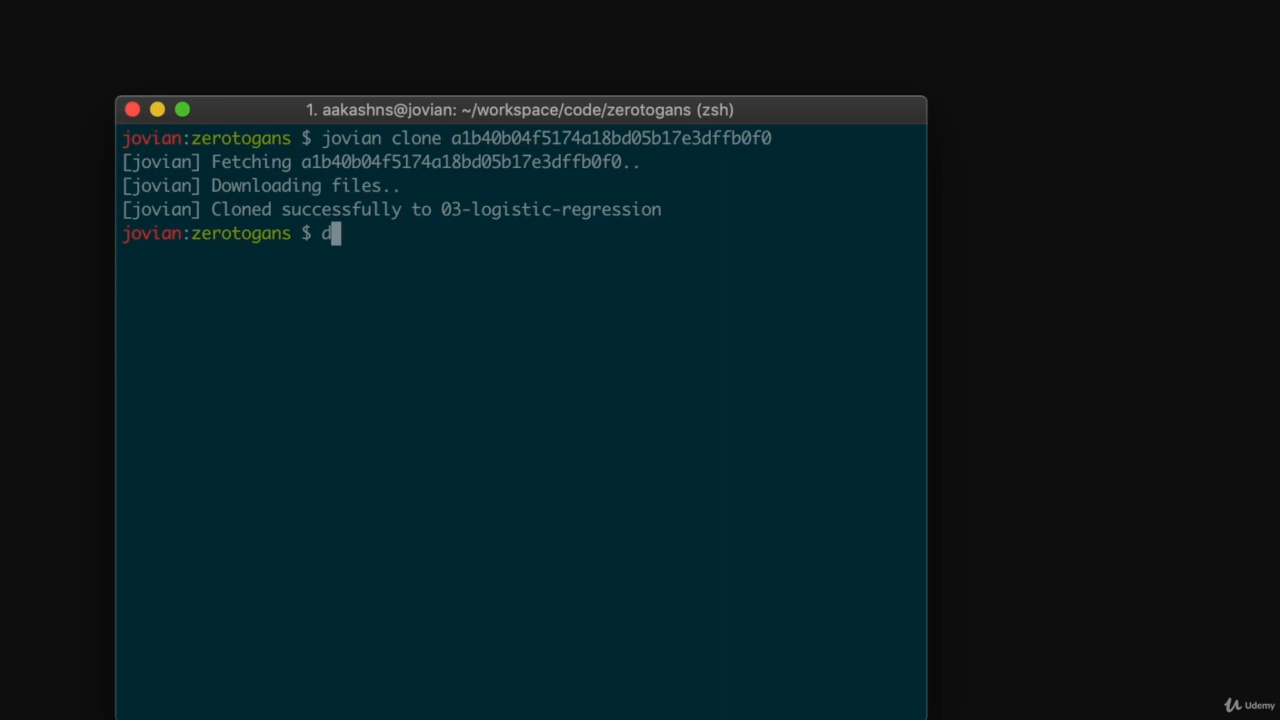 1. aakashns@jovian: ~/workspace/code/zerotogans (zsh)
jovian:zerotogans $ jovian clone a1b40b04f5174a18bd05b17e3dffb0f0
[jovian] Fetching a1b40b04f5174a18bd05b17e3dffb0f0..
[jovian] Downloading files..
[jovian] Cloned successfully to 03-logistic-regression
jovian:zerotogans $ d
Udemy